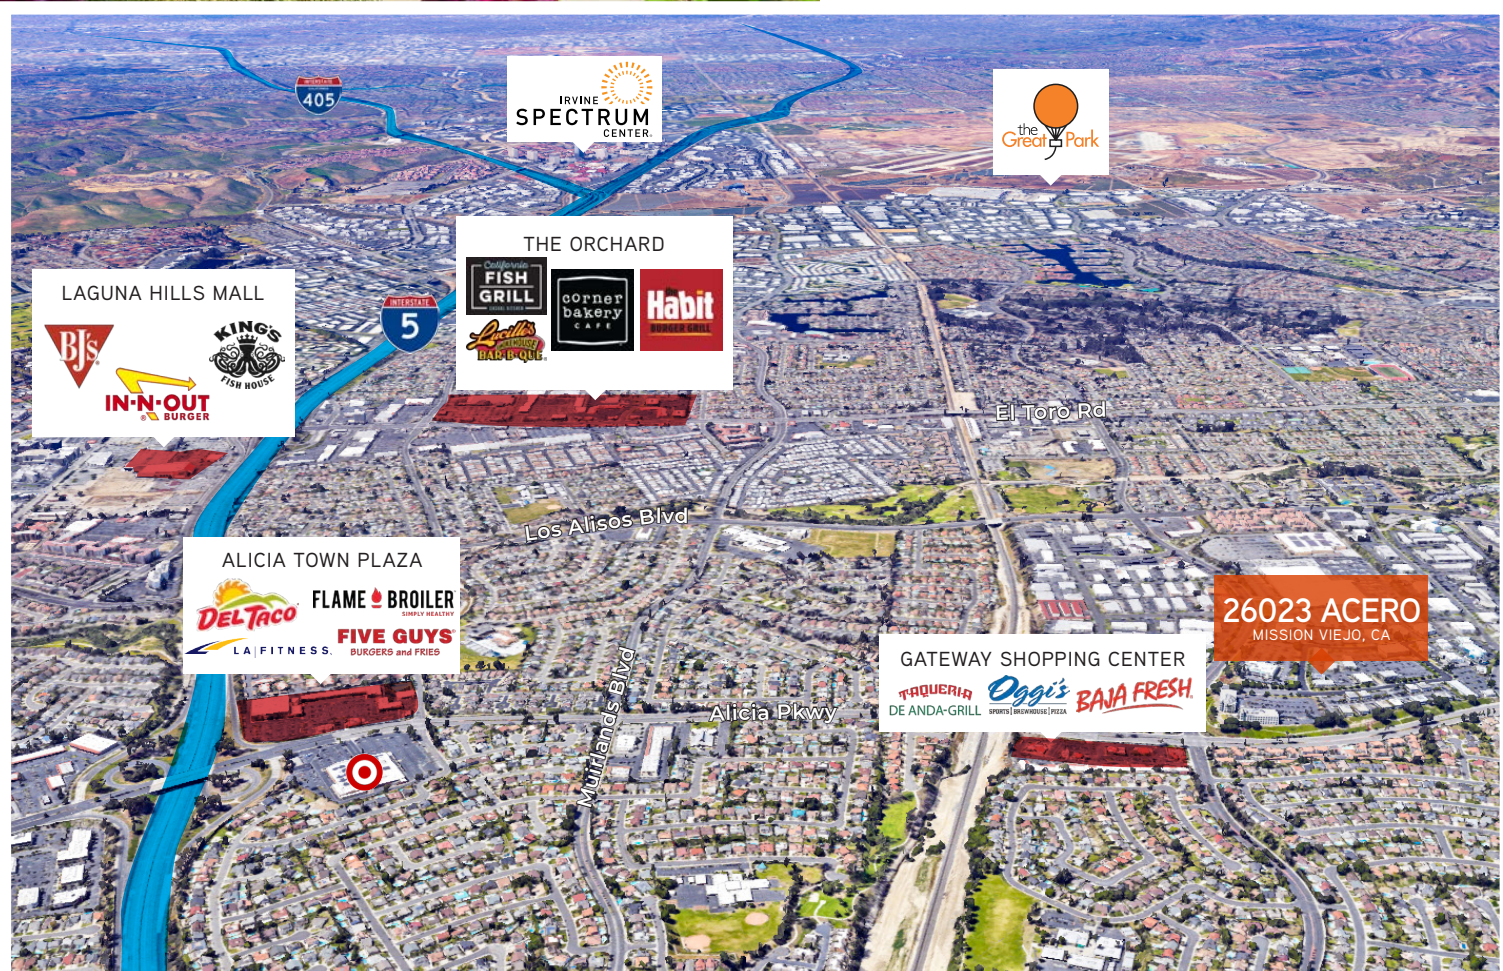 INTERSTATE
CALIFORNIA
405
IRVINE
SPECTRUM
CENTER
the
Great Park
THE ORCHARD
California
FISH
GRILL
corner
bakery
CAFE
the
Habit
BURGER GRILL
Lucille's
SMOKEHOUSE
BAR-B-QUE
LAGUNA HILLS MALL
BJ's
KING'S
FISH HOUSE
IN-N-OUT
BURGER
INTERSTATE
5
El Toro Rd
Los Alisos Blvd
ALICIA TOWN PLAZA
DEL TACO
FLAME BROILER
SIMPLY HEALTHY
LA|FITNESS.
FIVE GUYS
BURGERS and FRIES
26023 ACERO
MISSION VIEJO, CA
GATEWAY SHOPPING CENTER
TAQUERIA
DE ANDA-GRILL
Oggi's
SPORTS | BREWHOUSE | PIZZA
BAJA FRESH
Muirlands Blvd
Alicia Pkwy